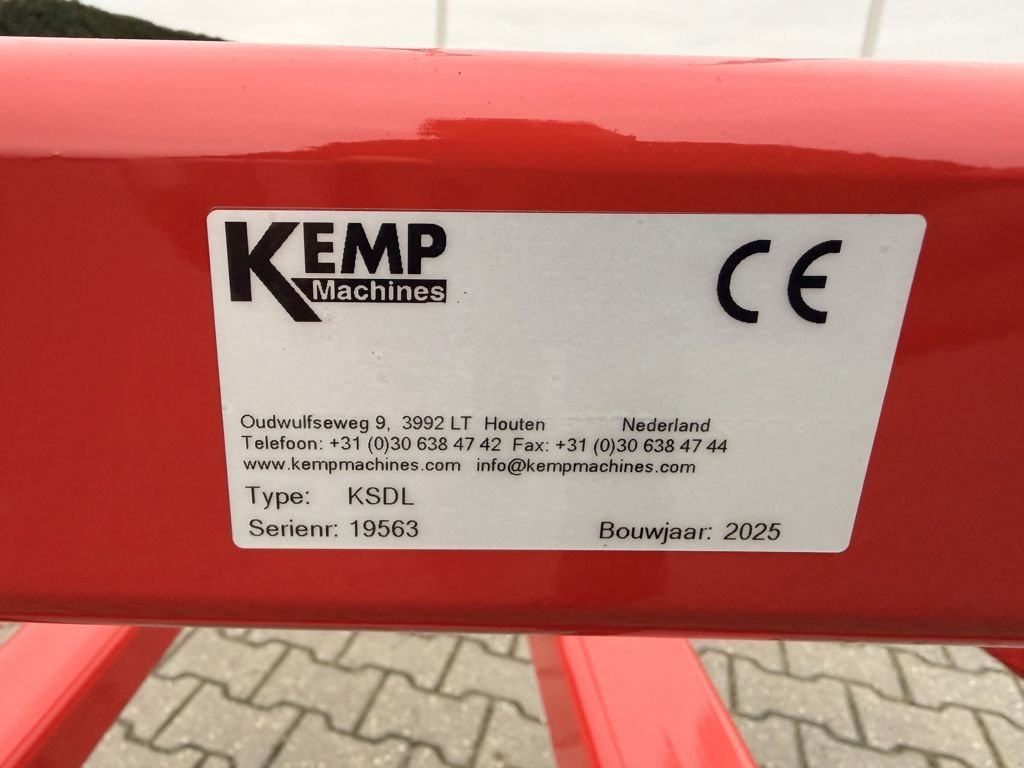 KEMP
Machines
CE
Oudwulfseweg 9, 3992 LT Houten Nederland
Telefoon: +31 (0)30 638 47 42 Fax: +31 (0)30 638 47 44
www.kempmachines.com info@kempmachines.com
Type: KSDL
Serienr: 19563 Bouwjaar: 2025